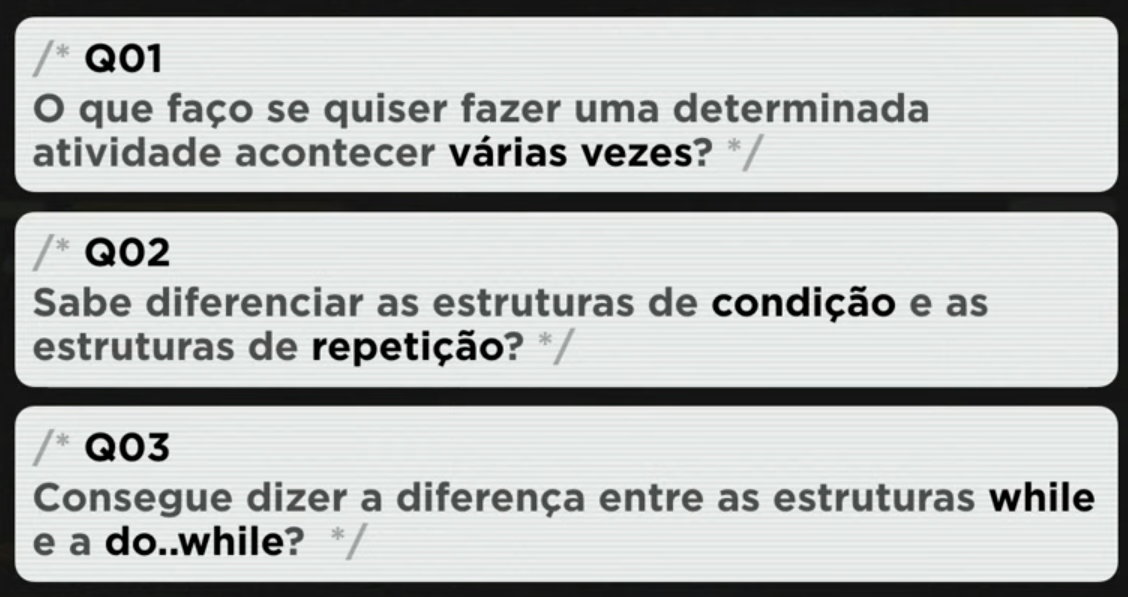 /* Q01
O que faço se quiser fazer uma determinada
atividade acontecer várias vezes? */
/* Q02
Sabe diferenciar as estruturas de condição e as
estruturas de repetição? */
/* Q03
Consegue dizer a diferença entre as estruturas while
e a do..while? */